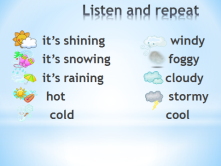 Listen and repeat
it's shining
it's snowing
it's raining
hot
cold
windy
foggy
cloudy
stormy
cool